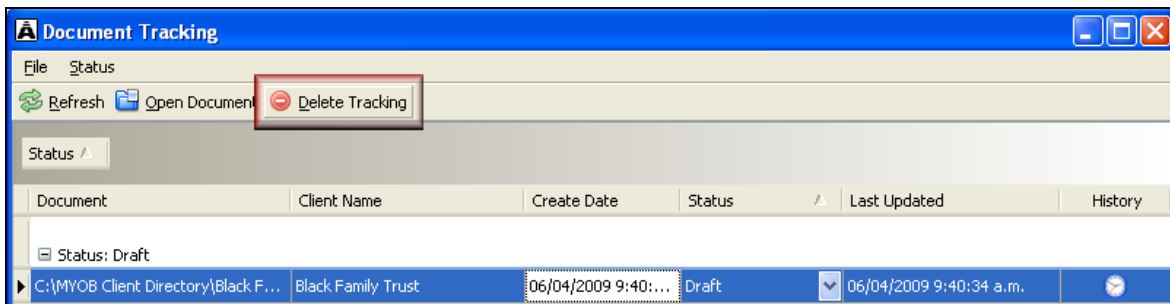 Document Tracking
File Status
Refresh Open Document Delete Tracking
Status
Document Client Name Create Date Status Last Updated History
Status: Draft
C:\MYOB Client Directory\Black F... Black Family Trust 06/04/2009 9:40:... Draft 06/04/2009 9:40:34 a.m.